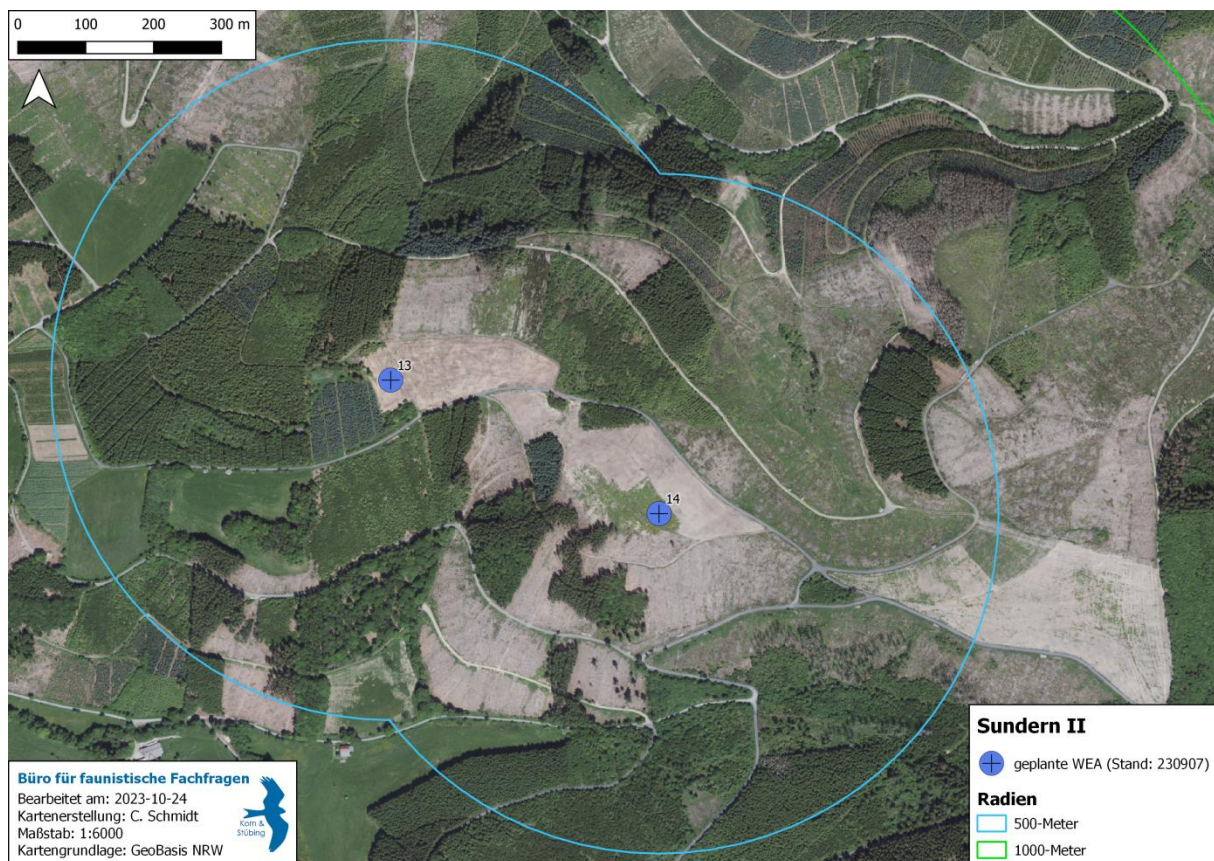 0 100 200 300 m
13
14
Sundern II
geplante WEA (Stand: 230907)
Radien
500-Meter
1000-Meter
Büro für faunistische Fachfragen
Bearbeitet am: 2023-10-24
Kartenerstellung: C. Schmidt
Maßstab: 1:6000
Kartengrundlage: GeoBasis NRW
Korn &
Stübing